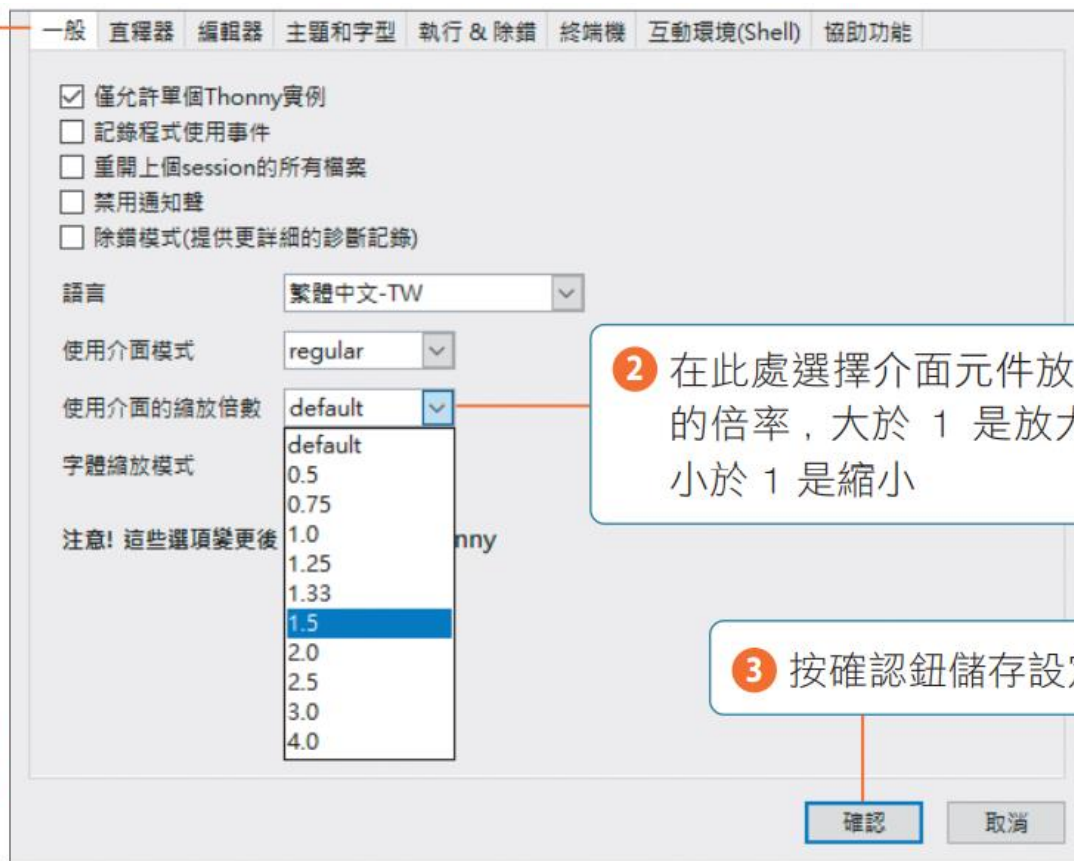 一般 直釋器 編輯器 主題和字型 執行 & 除錯 終端機 互動環境(Shell) 協助功能
僅允許單個Thonny實例
記錄程式使用事件
重開上個session的所有檔案
禁用通知聲
除錯模式(提供更詳細的診斷記錄)
語言 繁體中文-TW
使用介面模式 regular
使用介面的縮放倍數 default
字體縮放模式
default
0.5
0.75
1.0
1.25
1.33
1.5
2.0
2.5
3.0
4.0
注意! 這些選項變更後 nny
2 在此處選擇介面元件放
的倍率，大於 1 是放大
小於 1 是縮小
3 按確認鈕儲存設定
確認 取消